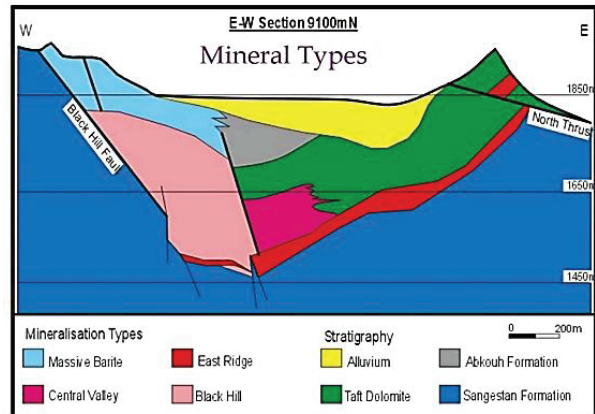 E-W Section 9100mN
W
E
Mineral Types
1850m
Black Hill Fault
North Thrus
1650m
1450m
Mineralisation Types
Stratigraphy
0 200m
Massive Barite
East Ridge
Alluvium
Abkouh Formation
Central Valley
Black Hill
Taft Dolomite
Sangestan Formation